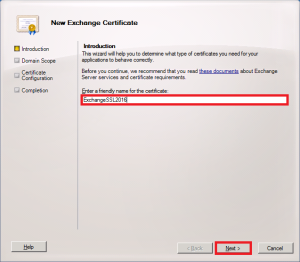 New Exchange Certificate
Introduction
Domain Scope
Certificate
Configuration
Completion
Introduction
This wizard will help you to determine what type of certificates you need for your
applications to behave correctly.
Before you continue, we recommend that you read these documents about Exchange
Server services and certificate requirements.
Enter a friendly name for the certificate:
ExchangeSSL2016
Help
< Back
Next >
Cancel